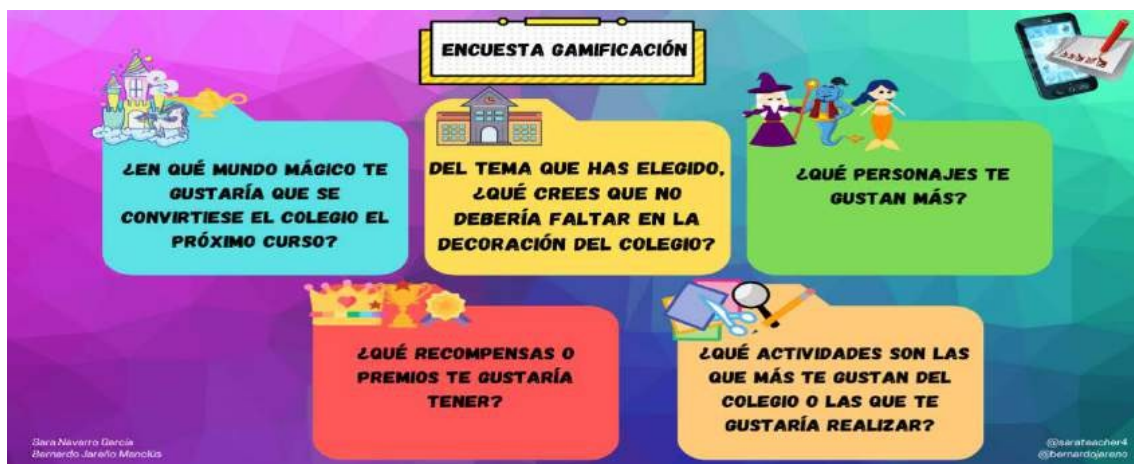 ENCUESTA GAMIFICACIÓN
¿EN QUÉ MUNDO MÁGICO TE
GUSTARÍA QUE SE
CONVIRTIESE EL COLEGIO EL
PRÓXIMO CURSO?
DEL TEMA QUE HAS ELEGIDO,
¿QUÉ CREES QUE NO
DEBERÍA FALTAR EN LA
DECORACIÓN DEL COLEGIO?
¿QUÉ PERSONAJES TE
GUSTAN MÁS?
¿QUÉ RECOMPENSAS O
PREMIOS TE GUSTARÍA
TENER?
¿QUÉ ACTIVIDADES SON LAS
QUE MÁS TE GUSTAN DEL
COLEGIO O LAS QUE TE
GUSTARÍA REALIZAR?
Sara Navarro García
Bernardo Jareño Manclús
@sarateacher4
@bernardojareno